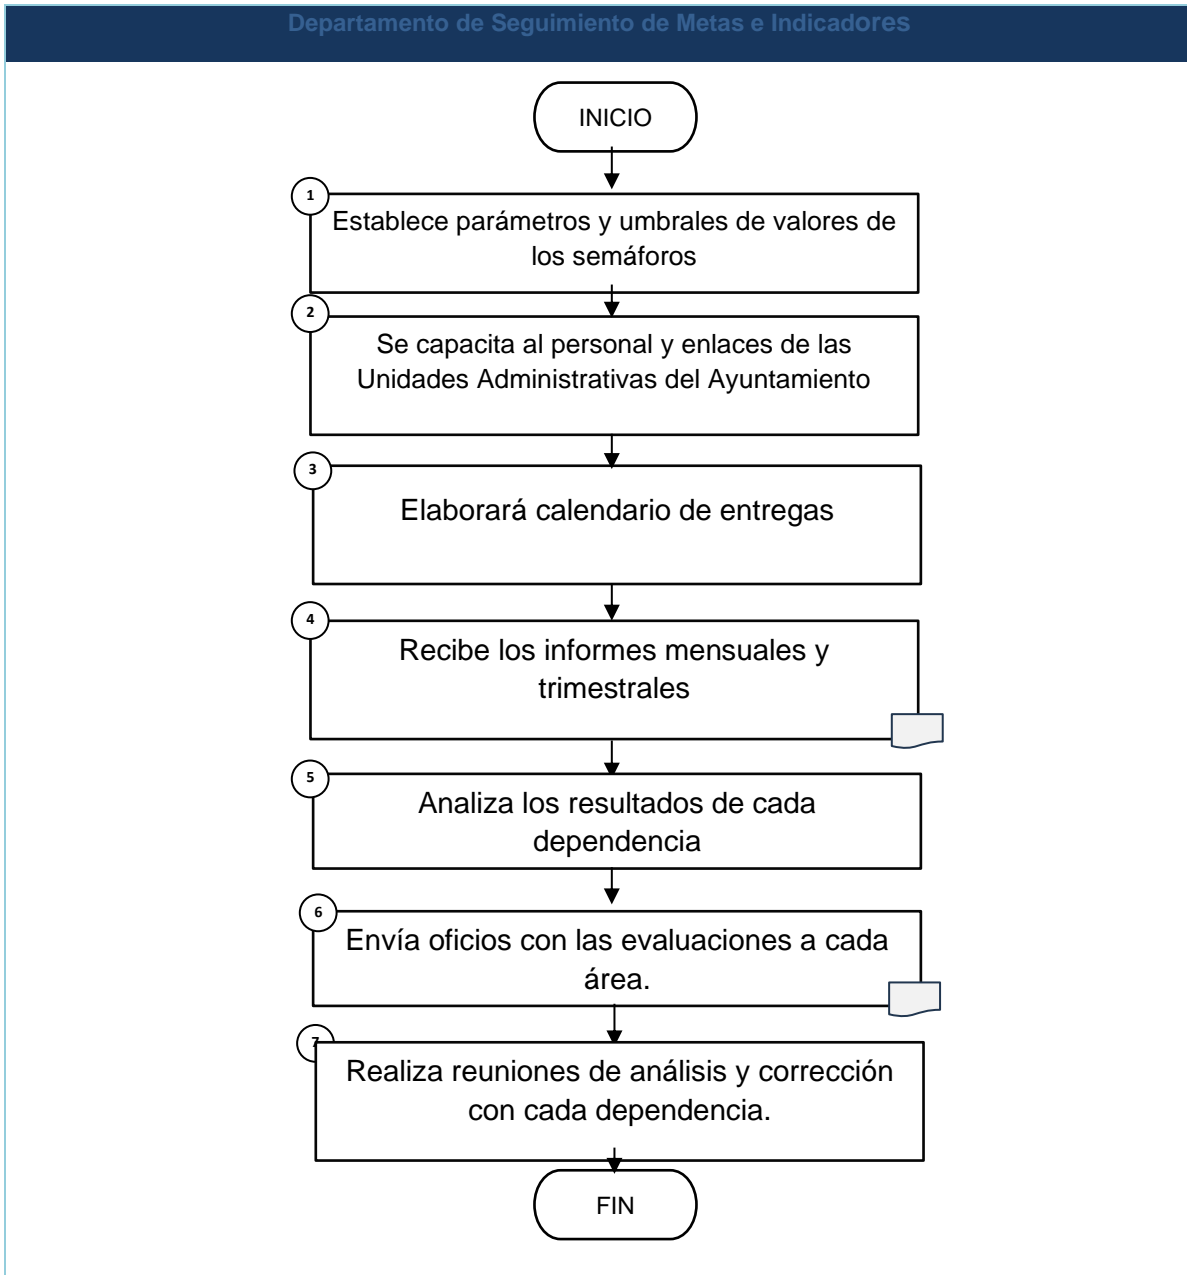 Departamento de Seguimiento de Metas e Indicadores
INICIO
1
Establece parámetros y umbrales de valores de
los semáforos
2
Se capacita al personal y enlaces de las
Unidades Administrativas del Ayuntamiento
3
Elaborará calendario de entregas
4
Recibe los informes mensuales y
trimestrales
5
Analiza los resultados de cada
dependencia
6
Envía oficios con las evaluaciones a cada
área.
7
Realiza reuniones de análisis y corrección
con cada dependencia.
FIN